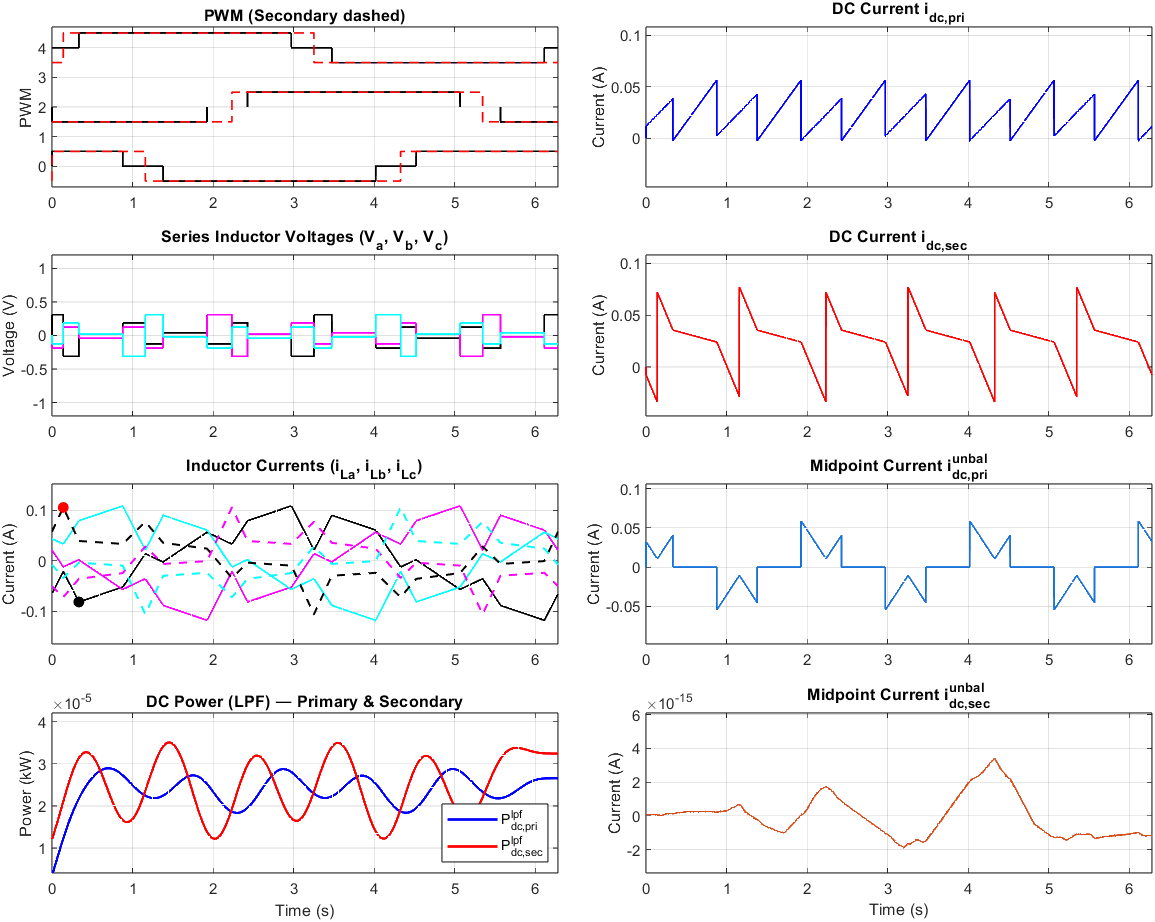 PWM (Secondary dashed)
PWM
4
3
2
1
0
0 1 2 3 4 5 6
DC Current i_dc,pri
Current (A)
0.1
0.05
0
0 1 2 3 4 5 6
Series Inductor Voltages (V_a, V_b, V_c)
Voltage (V)
1
0.5
0
-0.5
-1
0 1 2 3 4 5 6
DC Current i_dc,sec
Current (A)
0.1
0.05
0
0 1 2 3 4 5 6
Inductor Currents (i_La, i_Lb, i_Lc)
Current (A)
0.1
0
-0.1
0 1 2 3 4 5 6
Midpoint Current i^unbal_dc,pri
Current (A)
0.1
0.05
0
-0.05
0 1 2 3 4 5 6
×10^-5
DC Power (LPF) — Primary & Secondary
Power (kW)
4
3
2
1
P^lpf_dc,pri
P^lpf_dc,sec
0 1 2 3 4 5 6
Time (s)
×10^-15
Midpoint Current i^unbal_dc,sec
Current (A)
6
4
2
0
-2
0 1 2 3 4 5 6
Time (s)